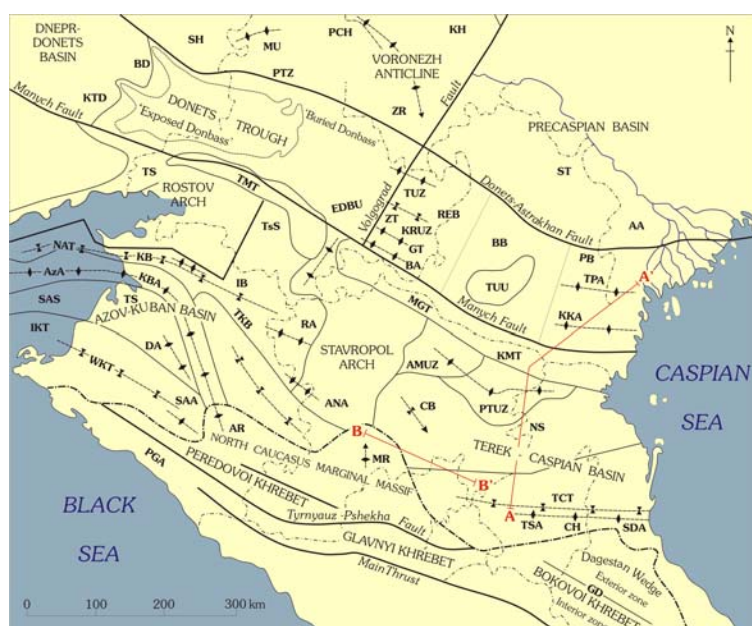 DNEPR-
DONETS
BASIN
SH
MU
PCH
KH
N
BD
PTZ
VORONEZH
ANTICLINE
KTD
Manych Fault
DONETS
TROUGH
'Exposed Donbass'
'Buried Donbass'
ZR
Fault
Volgograd
PRECASPIAN BASIN
TS
ROSTOV
ARCH
TMT
EDBU
TUZ
ST
ZT
REB
KRUZ
GT
BA
Donets-Astrakhan Fault
TsS
BB
AA
NAT
KB
PB
AzA
KBA
IB
TUU
TPA
A'
SAS
TS
MGT
Manych Fault
KKA
AZOV-KUBAN BASIN
TKB
IKT
RA
DA
STAVROPOL
ARCH
KMT
WKT
AMUZ
CASPIAN
SEA
SAA
ANA
CB
PTUZ
AR
B
NS
NORTH CAUCASUS MARGINAL MASSIF
MR
TEREK CASPIAN BASIN
PGA
PEREDOVOI KHREBET
B'
TCT
A
BLACK
SEA
Tyrnyauz-Pshekha
Fault
TSA
CH
SDA
GLAVNYI KHREBET
Main Thrust
Dagestan Wedge
Exterior zone
GD
BOKOVOI KHREBET
Interior zone
0 100 200 300 km